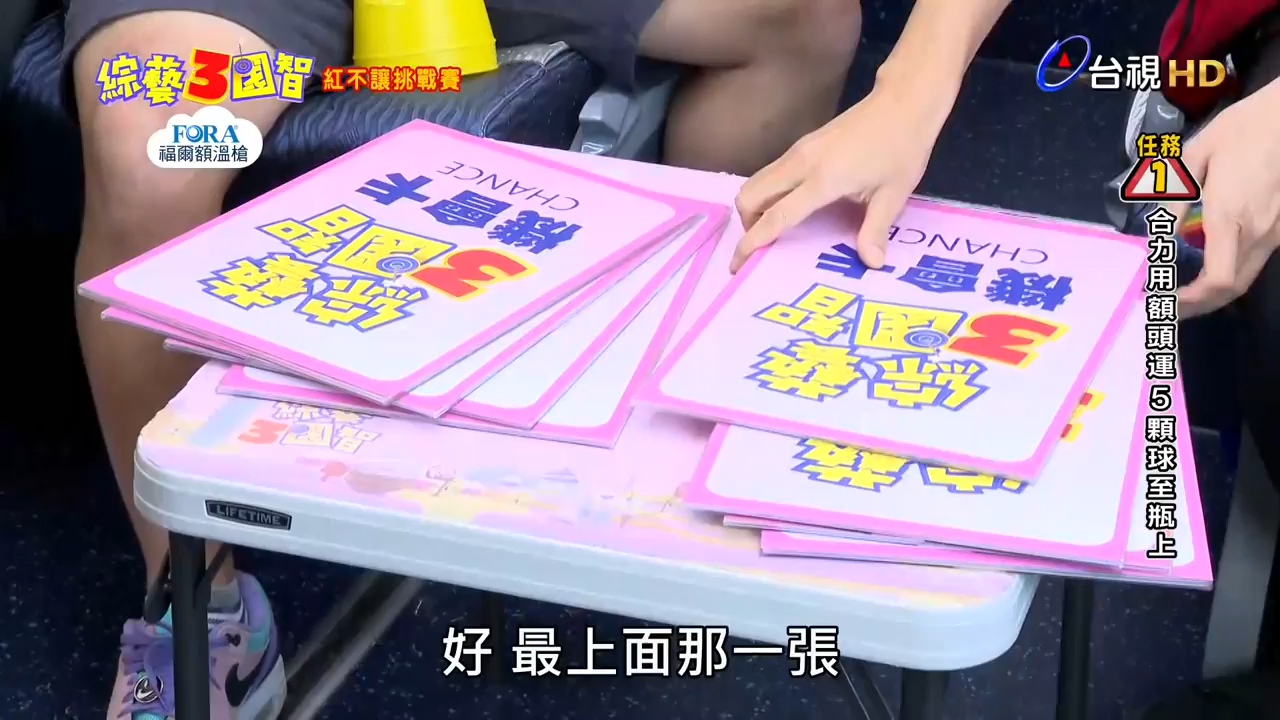 綜藝3國智
紅不讓挑戰賽
FORA
福爾額溫槍
台視HD
任務
1
合力用額頭運5顆球至瓶上
CHANCE
機會卡
綜藝
3國智
CHANCE
機會卡
綜藝
3國智
綜藝
LIFETIME
好 最上面那一張